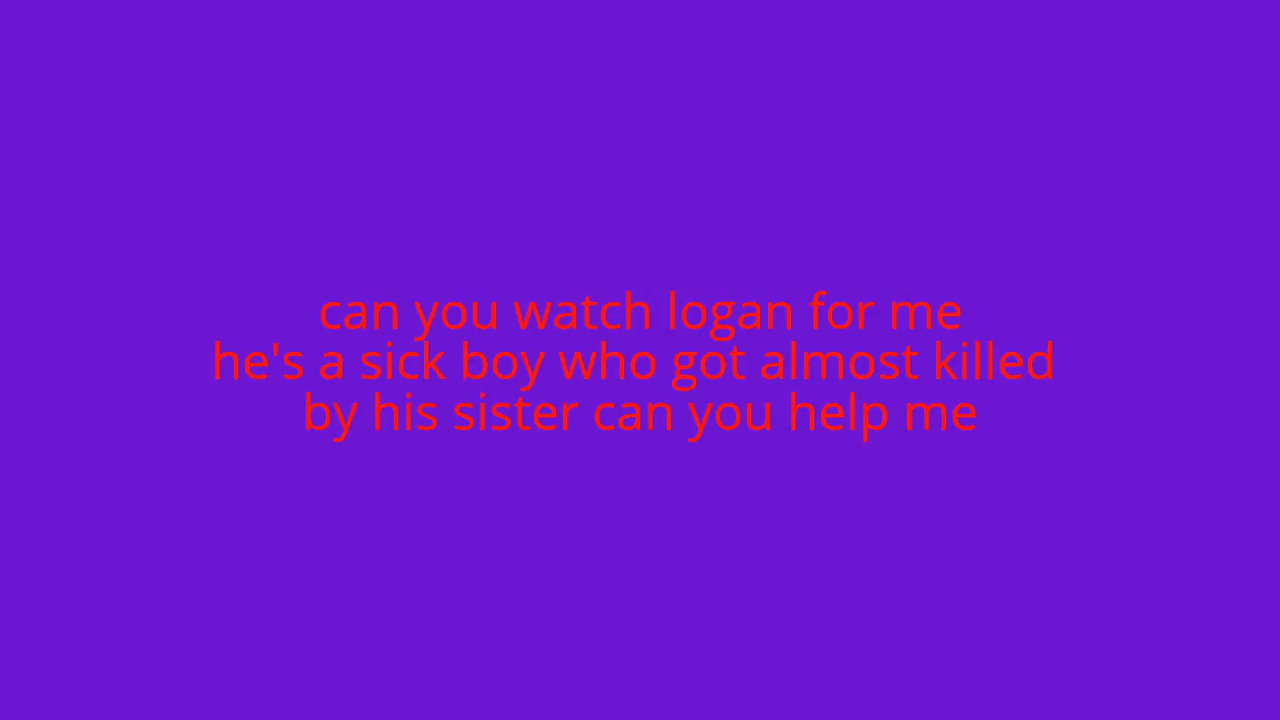 can you watch logan for me
he's a sick boy who got almost killed
by his sister can you help me